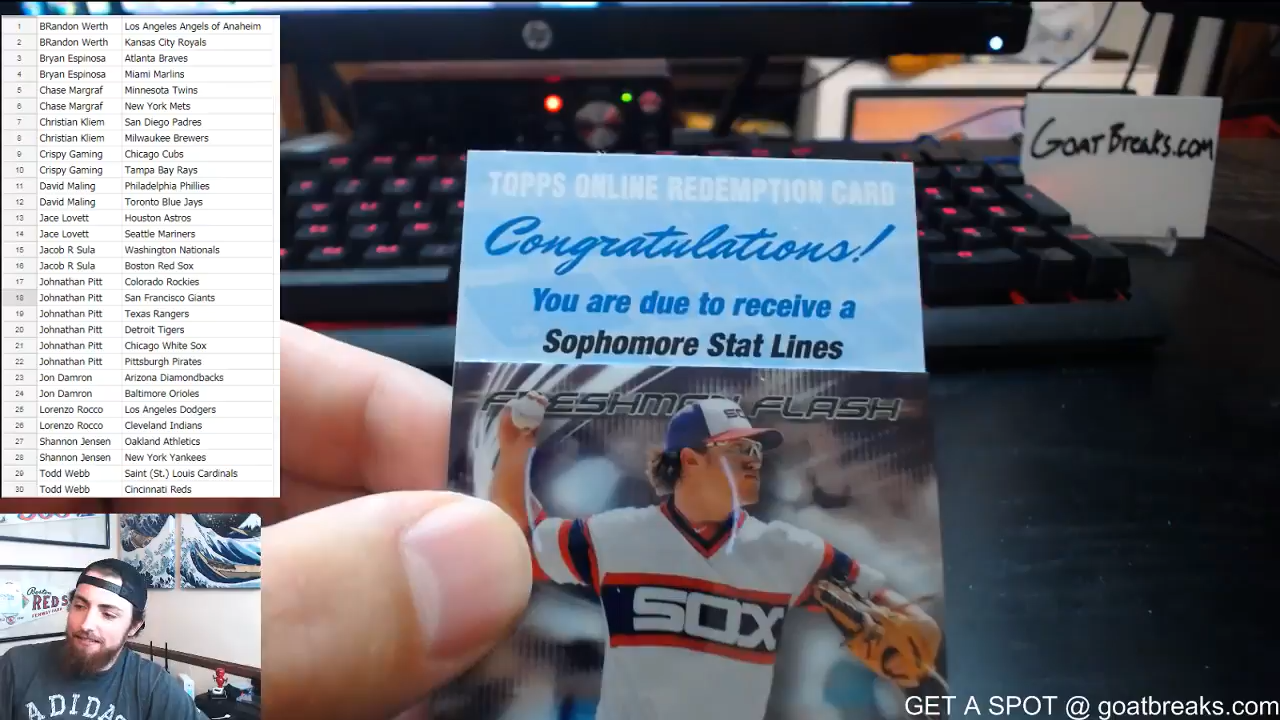 1 BRandon Werth Los Angeles Angels of Anaheim
2 BRandon Werth Kansas City Royals
3 Bryan Espinosa Atlanta Braves
4 Bryan Espinosa Miami Marlins
5 Chase Margraf Minnesota Twins
6 Chase Margraf New York Mets
7 Christian Kliem San Diego Padres
8 Christian Kliem Milwaukee Brewers
9 Crispy Gaming Chicago Cubs
10 Crispy Gaming Tampa Bay Rays
11 David Maling Philadelphia Phillies
12 David Maling Toronto Blue Jays
13 Jace Lovett Houston Astros
14 Jace Lovett Seattle Mariners
15 Jacob R Sula Washington Nationals
16 Jacob R Sula Boston Red Sox
17 Johnathan Pitt Colorado Rockies
18 Johnathan Pitt San Francisco Giants
19 Johnathan Pitt Texas Rangers
20 Johnathan Pitt Detroit Tigers
21 Johnathan Pitt Chicago White Sox
22 Johnathan Pitt Pittsburgh Pirates
23 Jon Damron Arizona Diamondbacks
24 Jon Damron Baltimore Orioles
25 Lorenzo Rocco Los Angeles Dodgers
26 Lorenzo Rocco Cleveland Indians
27 Shannon Jensen Oakland Athletics
28 Shannon Jensen New York Yankees
29 Todd Webb Saint (St.) Louis Cardinals
30 Todd Webb Cincinnati Reds
hp
GOATBreaks.com
TOPPS ONLINE REDEMPTION CARD
Congratulations!
You are due to receive a
Sophomore Stat Lines
FRESHMAN FLASH
SOX
SOX
Boston
REDS
FENWAY PARK
ADIDAS
GET A SPOT @ goatbreaks.com